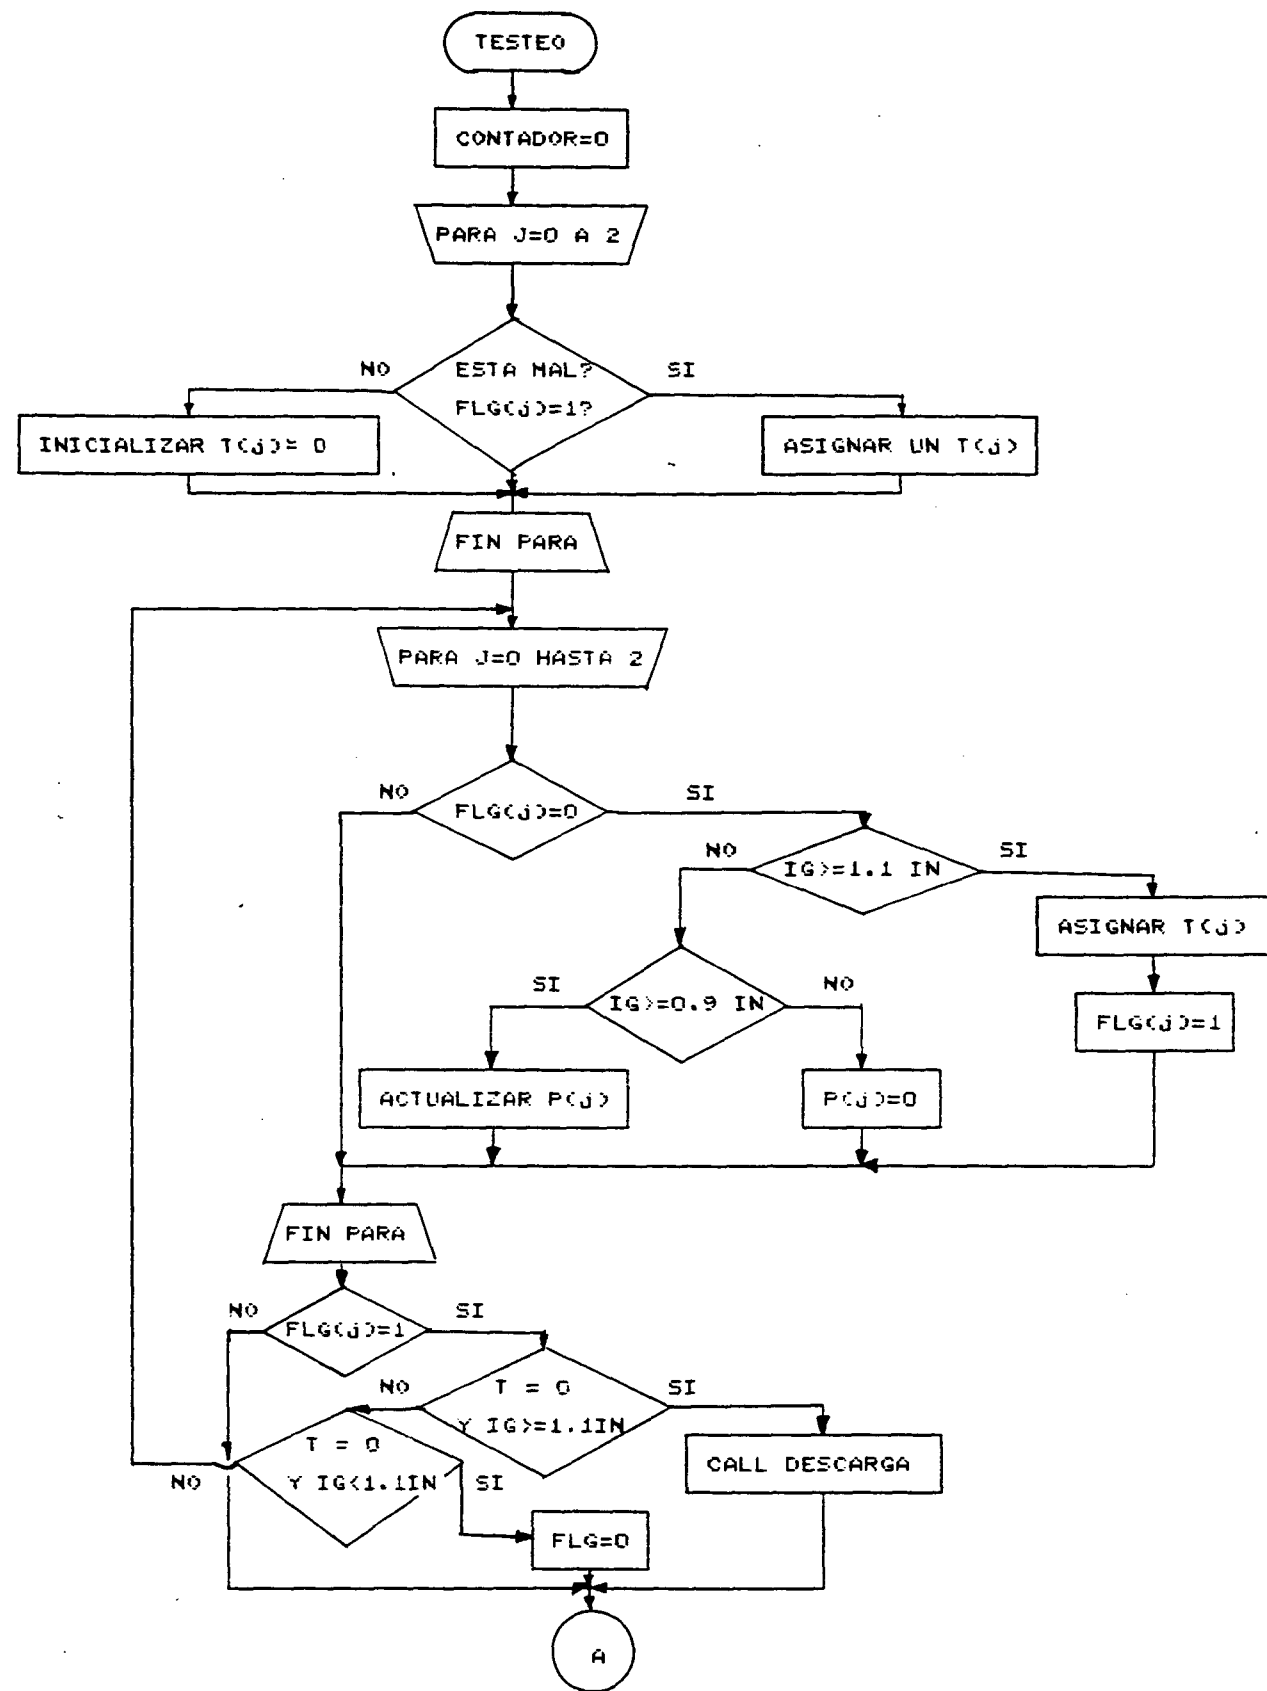 TESTEO
CONTADOR=0
PARA J=0 A 2
NO
ESTA MAL?
FLG(j)=1?
SI
INICIALIZAR T(j)= 0
ASIGNAR UN T(j)
FIN PARA
PARA J=0 HASTA 2
NO
FLG(j)=0
SI
NO
IG>=1.1 IN
SI
ASIGNAR T(j)
SI
IG>=0.9 IN
NO
FLG(j)=1
ACTUALIZAR P(j)
P(j)=0
FIN PARA
NO
FLG(j)=1
SI
NO
T = 0
Y IG>=1.1IN
SI
T = 0
Y IG<1.1IN
NO
SI
CALL DESCARGA
FLG=0
A